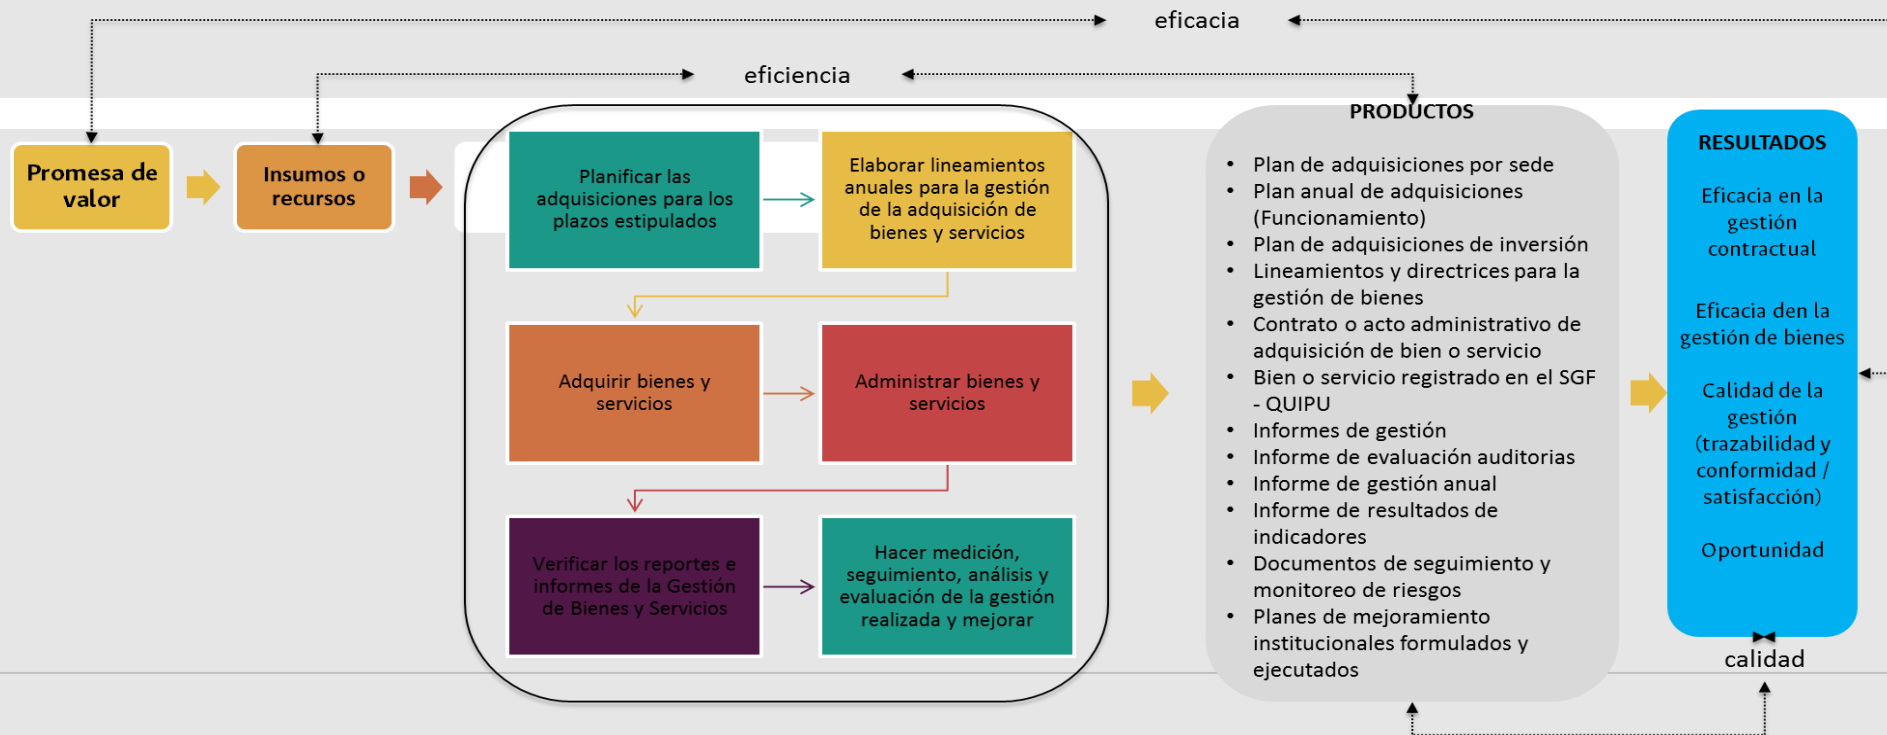 eficacia
eficiencia
Promesa de
valor
Insumos o
recursos
Planificar las
adquisiciones para los
plazos estipulados
Elaborar lineamientos
anuales para la gestión
de la adquisición de
bienes y servicios
Adquirir bienes y
servicios
Administrar bienes y
servicios
Verificar los reportes e
informes de la Gestión
de Bienes y Servicios
Hacer medición,
seguimiento, análisis y
evaluación de la gestión
realizada y mejorar
PRODUCTOS
• Plan de adquisiciones por sede
• Plan anual de adquisiciones
(Funcionamiento)
• Plan de adquisiciones de inversión
• Lineamientos y directrices para la
gestión de bienes
• Contrato o acto administrativo de
adquisición de bien o servicio
• Bien o servicio registrado en el SGF
- QUIPU
• Informes de gestión
• Informe de evaluación auditorias
• Informe de gestión anual
• Informe de resultados de
indicadores
• Documentos de seguimiento y
monitoreo de riesgos
• Planes de mejoramiento
institucionales formulados y
ejecutados
RESULTADOS
Eficacia en la
gestión
contractual
Eficacia den la
gestión de bienes
Calidad de la
gestión
(trazabilidad y
conformidad /
satisfacción)
Oportunidad
calidad